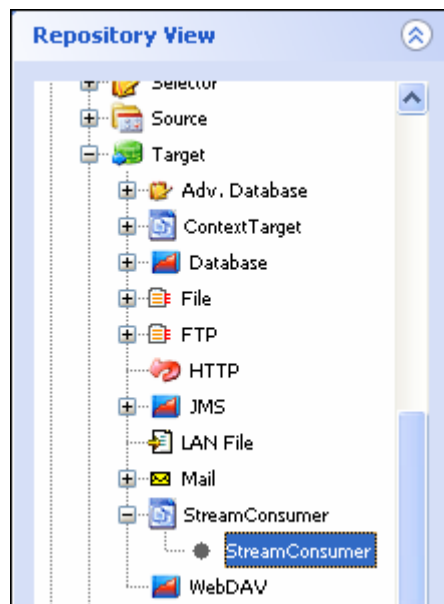 Repository View
Selector
Source
Target
Adv. Database
ContextTarget
Database
File
FTP
HTTP
JMS
LAN File
Mail
StreamConsumer
StreamConsumer
WebDAV